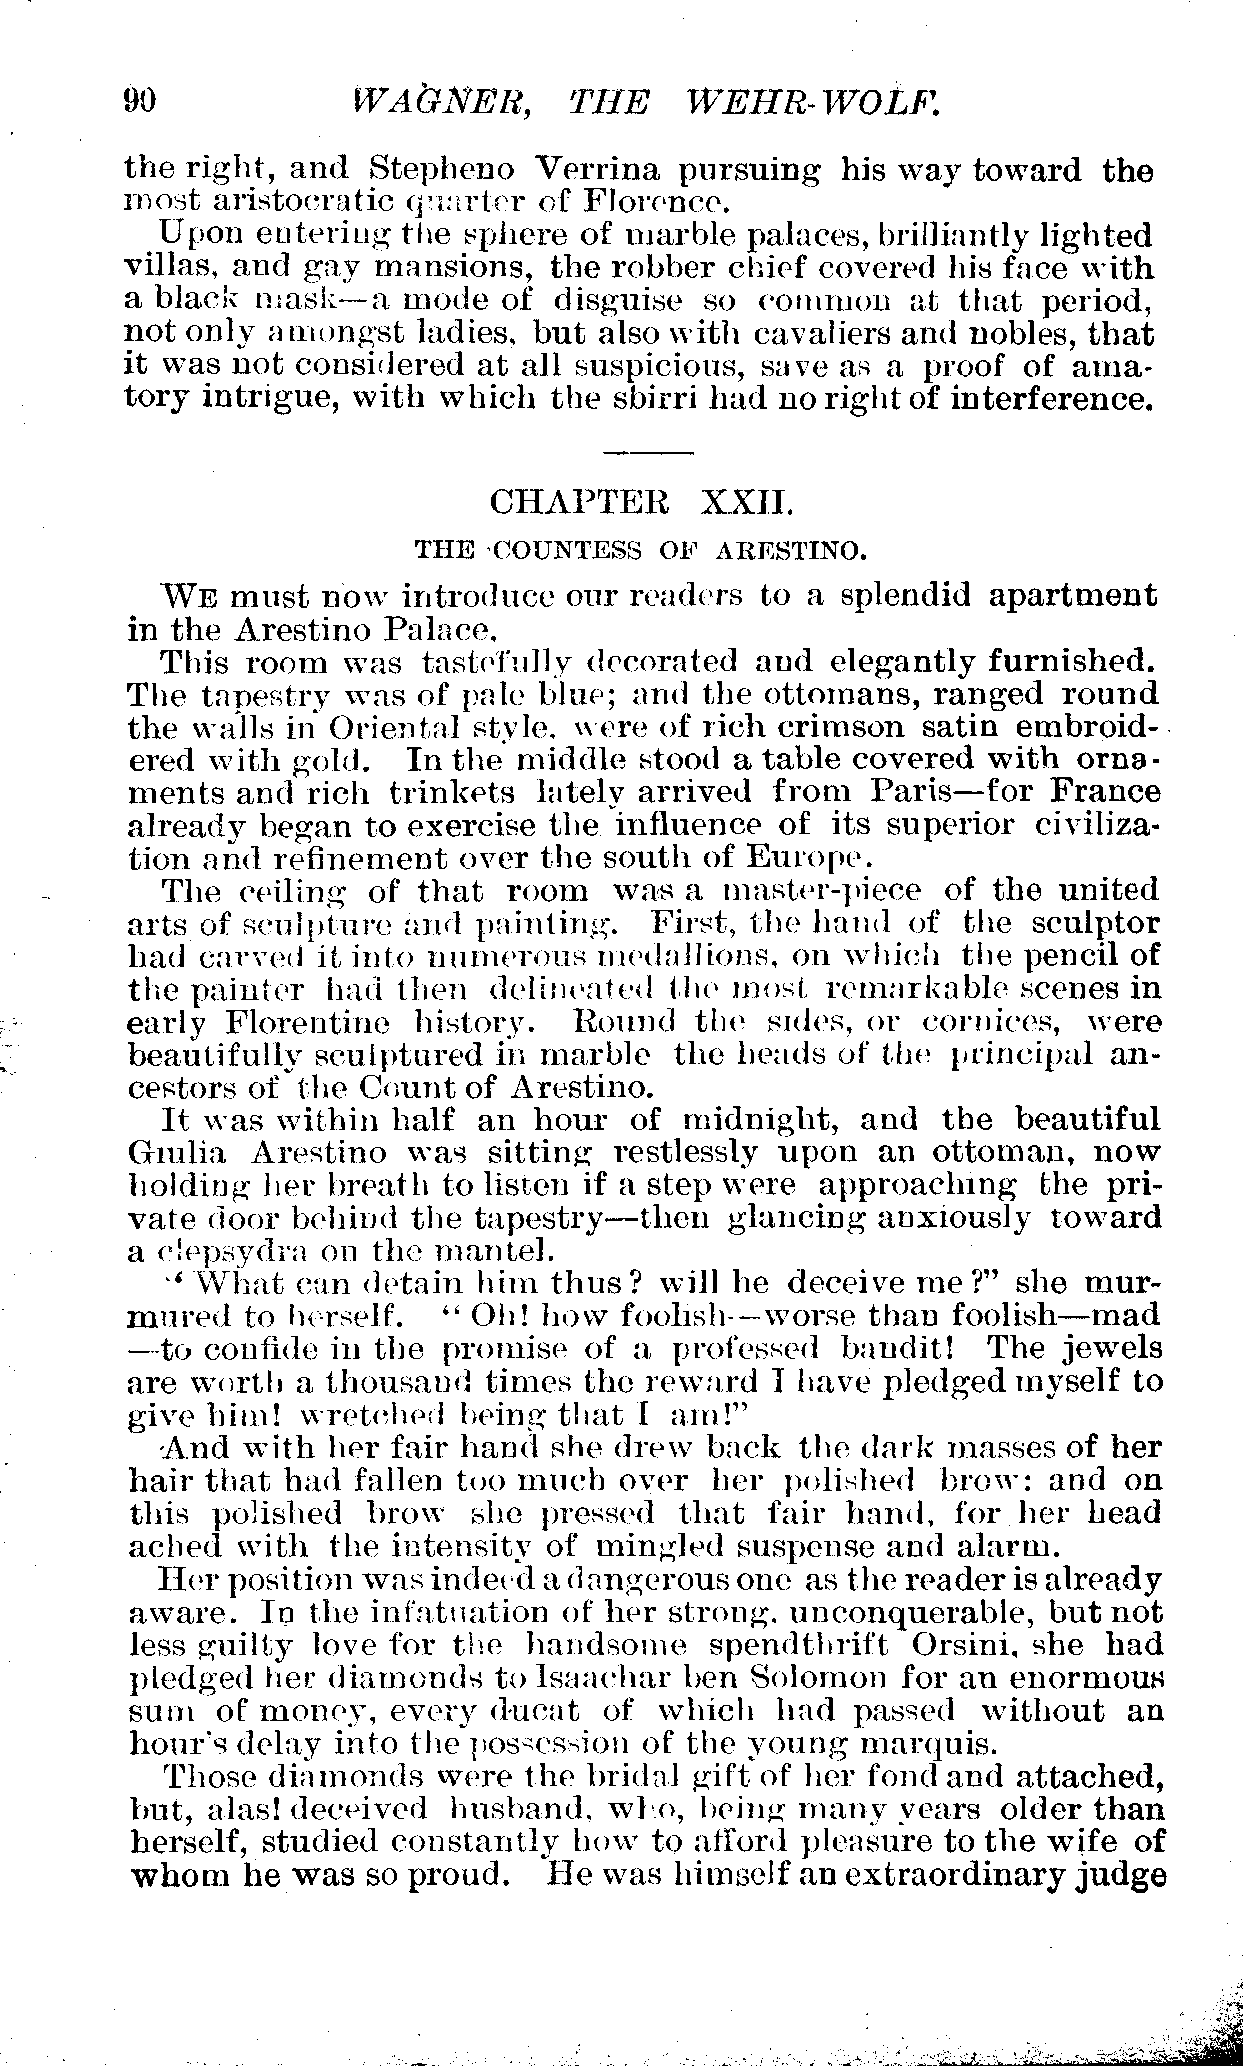 90 WAGNER, THE WEHR-WOLF.
the right, and Stepheno Verrina pursuing his way toward the
most aristocratic quarter of Florence.
Upon entering the sphere of marble palaces, brilliantly lighted
villas, and gay mansions, the robber chief covered his face with
a black mask—a mode of disguise so common at that period,
not only amongst ladies, but also with cavaliers and nobles, that
it was not considered at all suspicious, save as a proof of ama-
tory intrigue, with which the sbirri had no right of interference.
CHAPTER XXII.
THE COUNTESS OF ARESTINO.
WE must now introduce our readers to a splendid apartment
in the Arestino Palace.
This room was tastefully decorated and elegantly furnished.
The tapestry was of pale blue; and the ottomans, ranged round
the walls in Oriental style, were of rich crimson satin embroid-
ered with gold. In the middle stood a table covered with orna-
ments and rich trinkets lately arrived from Paris—for France
already began to exercise the influence of its superior civiliza-
tion and refinement over the south of Europe.
The ceiling of that room was a master-piece of the united
arts of sculpture and painting. First, the hand of the sculptor
had carved it into numerous medallions, on which the pencil of
the painter had then delineated the most remarkable scenes in
early Florentine history. Round the sides, or cornices, were
beautifully sculptured in marble the heads of the principal an-
cestors of the Count of Arestino.
It was within half an hour of midnight, and the beautiful
Giulia Arestino was sitting restlessly upon an ottoman, now
holding her breath to listen if a step were approaching the pri-
vate door behind the tapestry—then glancing anxiously toward
a clepsydra on the mantel.
“ What can detain him thus? will he deceive me?” she mur-
mured to herself. “ Oh! how foolish—worse than foolish—mad
—to confide in the promise of a professed bandit! The jewels
are worth a thousand times the reward I have pledged myself to
give him! wretched being that I am!”
And with her fair hand she drew back the dark masses of her
hair that had fallen too much over her polished brow: and on
this polished brow she pressed that fair hand, for her head
ached with the intensity of mingled suspense and alarm.
Her position was indeed a dangerous one as the reader is already
aware. In the infatuation of her strong, unconquerable, but not
less guilty love for the handsome spendthrift Orsini, she had
pledged her diamonds to Isaachar ben Solomon for an enormous
sum of money, every ducat of which had passed without an
hour's delay into the possession of the young marquis.
Those diamonds were the bridal gift of her fond and attached,
but, alas! deceived husband, who, being many years older than
herself, studied constantly how to afford pleasure to the wife of
whom he was so proud. He was himself an extraordinary judge